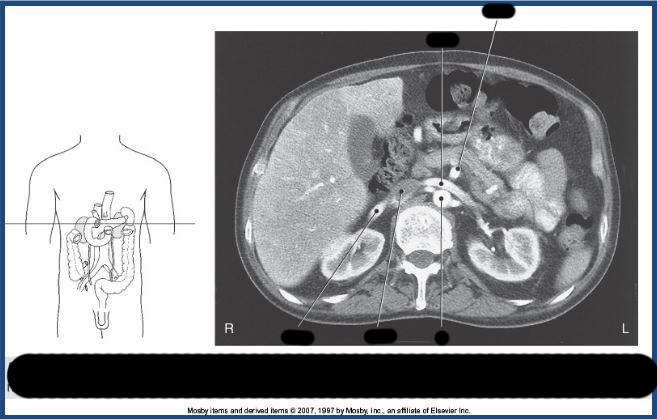 R
L
Mosby items and derived items © 2007, 1997 by Mosby, Inc., an affiliate of Elsevier Inc.